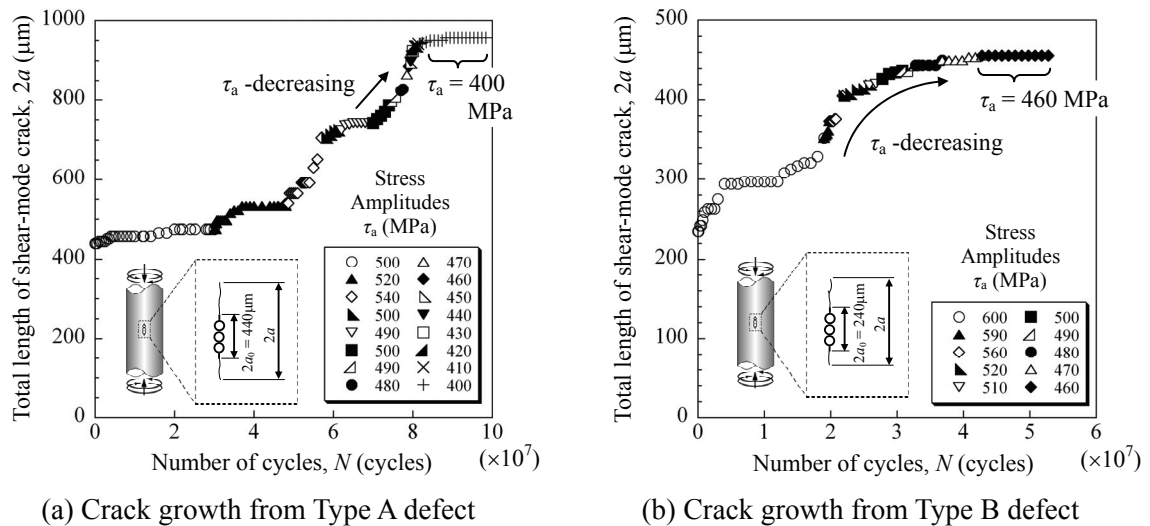 Total length of shear-mode crack, 2a (μm)
1000
800
600
400
200
0
0
2
4
6
8
10
(×10⁷)
Number of cycles, N (cycles)
τa -decreasing
τa = 400
MPa
Stress
Amplitudes
τa (MPa)
500 470
520 460
540 450
500 440
490 430
500 420
490 410
480 400
2a₀ = 440μm
2a
(a) Crack growth from Type A defect
Total length of shear-mode crack, 2a (μm)
500
400
300
200
100
0
0
1
2
3
4
5
6
(×10⁷)
Number of cycles, N (cycles)
τa = 460 MPa
τa -decreasing
Stress
Amplitudes
τa (MPa)
600 500
590 490
560 480
520 470
510 460
2a₀ = 240μm
2a
(b) Crack growth from Type B defect